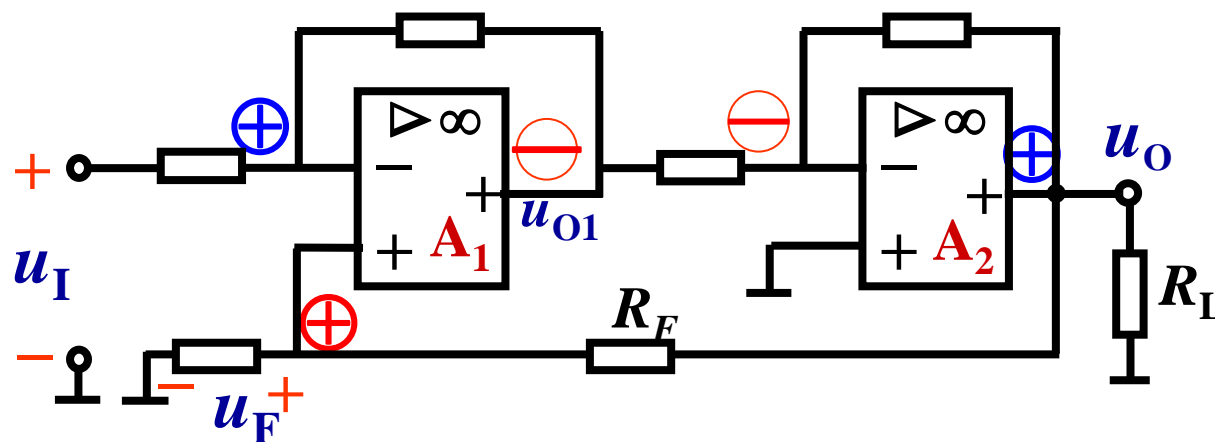 ▷ ∞
▷ ∞
+
−
−
+
A₁
u_O1
−
+
A₂
u_O
+
u_I
−
+
+
R_F
R_L
− +
u_F